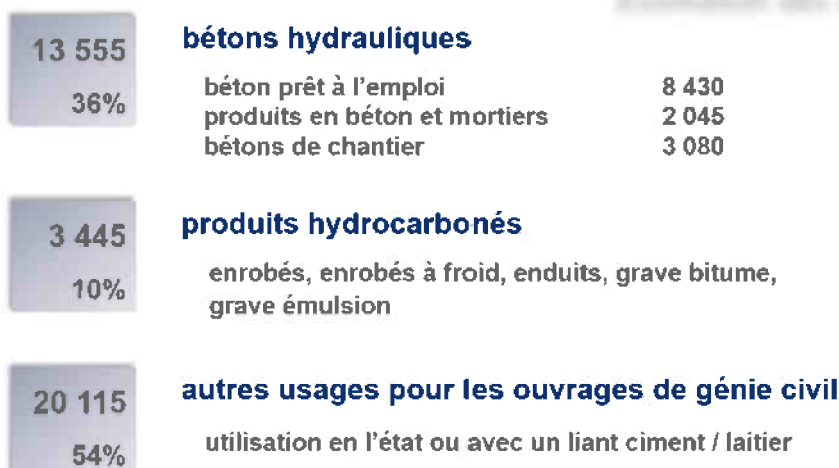 13 555
36%
bétons hydrauliques
béton prêt à l'emploi 8 430
produits en béton et mortiers 2 045
bétons de chantier 3 080
3 445
10%
produits hydrocarbonés
enrobés, enrobés à froid, enduits, grave bitume,
grave émulsion
20 115
54%
autres usages pour les ouvrages de génie civil
utilisation en l'état ou avec un liant ciment / laitier